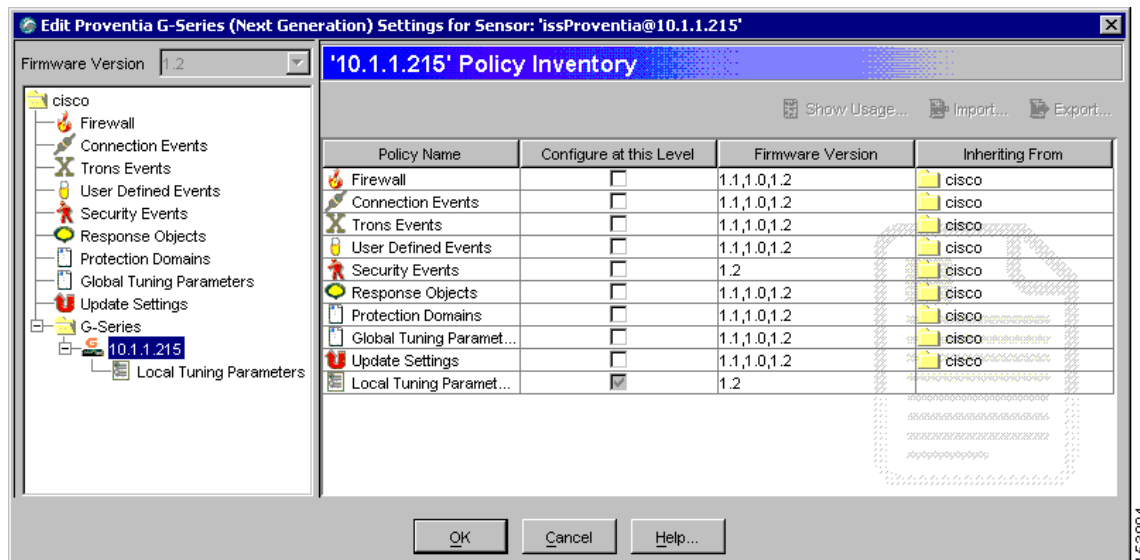 Edit Proventia G-Series (Next Generation) Settings for Sensor: 'issProventia@10.1.1.215'
Firmware Version 1.2
cisco
Firewall
Connection Events
Trons Events
User Defined Events
Security Events
Response Objects
Protection Domains
Global Tuning Parameters
Update Settings
G-Series
10.1.1.215
Local Tuning Parameters
'10.1.1.215' Policy Inventory
Show Usage... Import... Export...
Policy Name Configure at this Level Firmware Version Inheriting From
Firewall 1.1,1.0,1.2 cisco
Connection Events 1.1,1.0,1.2 cisco
Trons Events 1.1,1.0,1.2 cisco
User Defined Events 1.1,1.0,1.2 cisco
Security Events 1.2 cisco
Response Objects 1.1,1.0,1.2 cisco
Protection Domains 1.1,1.0,1.2 cisco
Global Tuning Paramet... 1.1,1.0,1.2 cisco
Update Settings 1.1,1.0,1.2 cisco
Local Tuning Paramet... 1.2
OK Cancel Help...